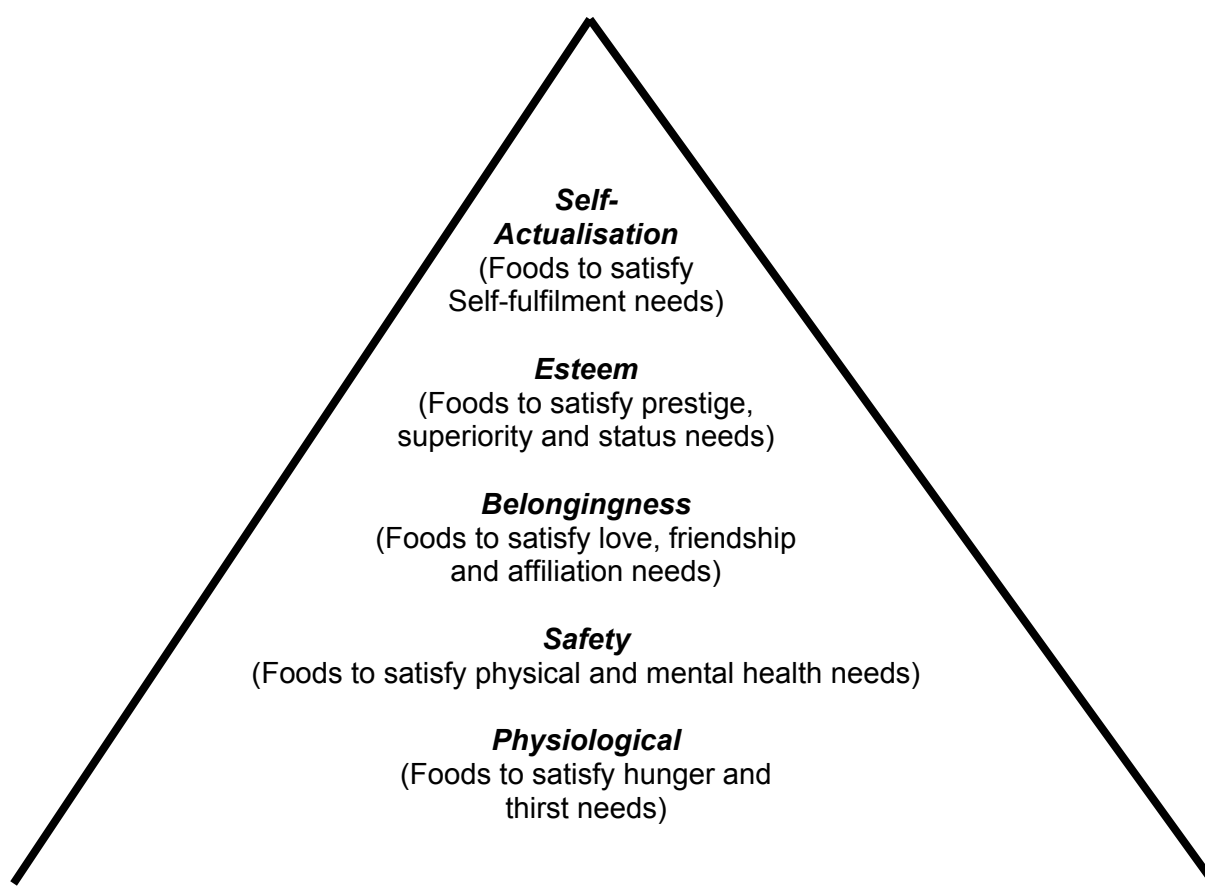 Self-
Actualisation
(Foods to satisfy
Self-fulfilment needs)
Esteem
(Foods to satisfy prestige,
superiority and status needs)
Belongingness
(Foods to satisfy love, friendship
and affiliation needs)
Safety
(Foods to satisfy physical and mental health needs)
Physiological
(Foods to satisfy hunger and
thirst needs)